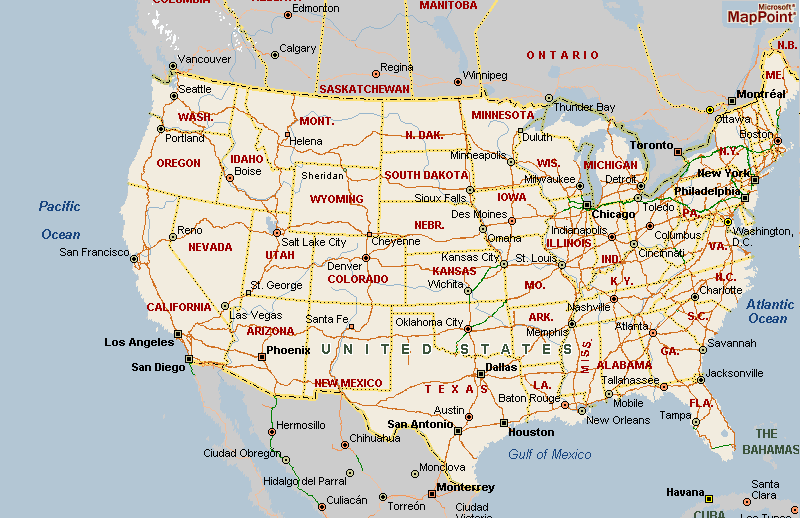 COLUMBIA
ALBERTA
Edmonton
MANITOBA
Microsoft®
MapPoint®
Calgary
ONTARIO
N.B.
Vancouver
Regina
Winnipeg
ME.
Seattle
SASKATCHEWAN
Montréal
WASH.
MONT.
MINNESOTA
Thunder Bay
Ottawa
Portland
Helena
N. DAK.
Duluth
Toronto
Boston
OREGON
IDAHO
Boise
Sheridan
SOUTH DAKOTA
Minneapolis
WIS.
MICHIGAN
N.Y.
WYOMING
Sioux Falls
Milwaukee
Detroit
New York
IOWA
Toledo
Philadelphia
Pacific
Ocean
Reno
NEBR.
Des Moines
Chicago
PA.
NEVADA
Salt Lake City
Cheyenne
Omaha
Indianapolis
Columbus
Washington,
D.C.
San Francisco
UTAH
Denver
Kansas City
ILLINOIS
Cincinnati
VA.
St. George
COLORADO
KANSAS
Wichita
St. Louis
IND.
N.C.
CALIFORNIA
Las Vegas
MO.
K Y.
Charlotte
Atlantic
Ocean
Santa Fe
Oklahoma City
ARK.
Nashville
S.C.
Los Angeles
ARIZONA
Memphis
Atlanta
Phoenix
UNITED STATES
Savannah
San Diego
NEW MEXICO
Dallas
MISS.
ALABAMA
GA.
TEXAS
LA.
Tallahassee
Jacksonville
Baton Rouge
Mobile
FLA.
Austin
New Orleans
Tampa
Hermosillo
San Antonio
Houston
Chihuahua
THE
BAHAMAS
Ciudad Obregón
Gulf of Mexico
Hidalgo del Parral
Monclova
Monterrey
Havana
Santa
Clara
Culiacán
Torreón
Ciudad
Victoria
CUBA
Las Tunas